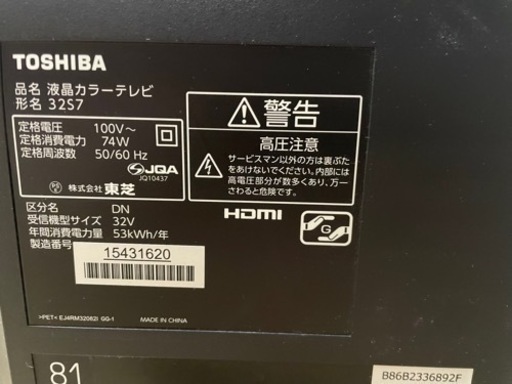 TOSHIBA
品名 液晶カラーテレビ
形名 32S7
定格電圧 100V～
定格消費電力 74W
定格周波数 50/60 Hz
JQA
JQ10437
株式会社 東芝
区分名 DN
受信機型サイズ 32V
年間消費電力量 53kWh/年
製造番号
15431620
>PET< EJ4RM32082I GG-1 MADE IN CHINA
警告
高圧注意
サービスマン以外の方は裏ぶたをあけないでください。内部には高電圧部分が数多くあり、万一さわると危険です。
HDMI
G
81
B86B2336892F